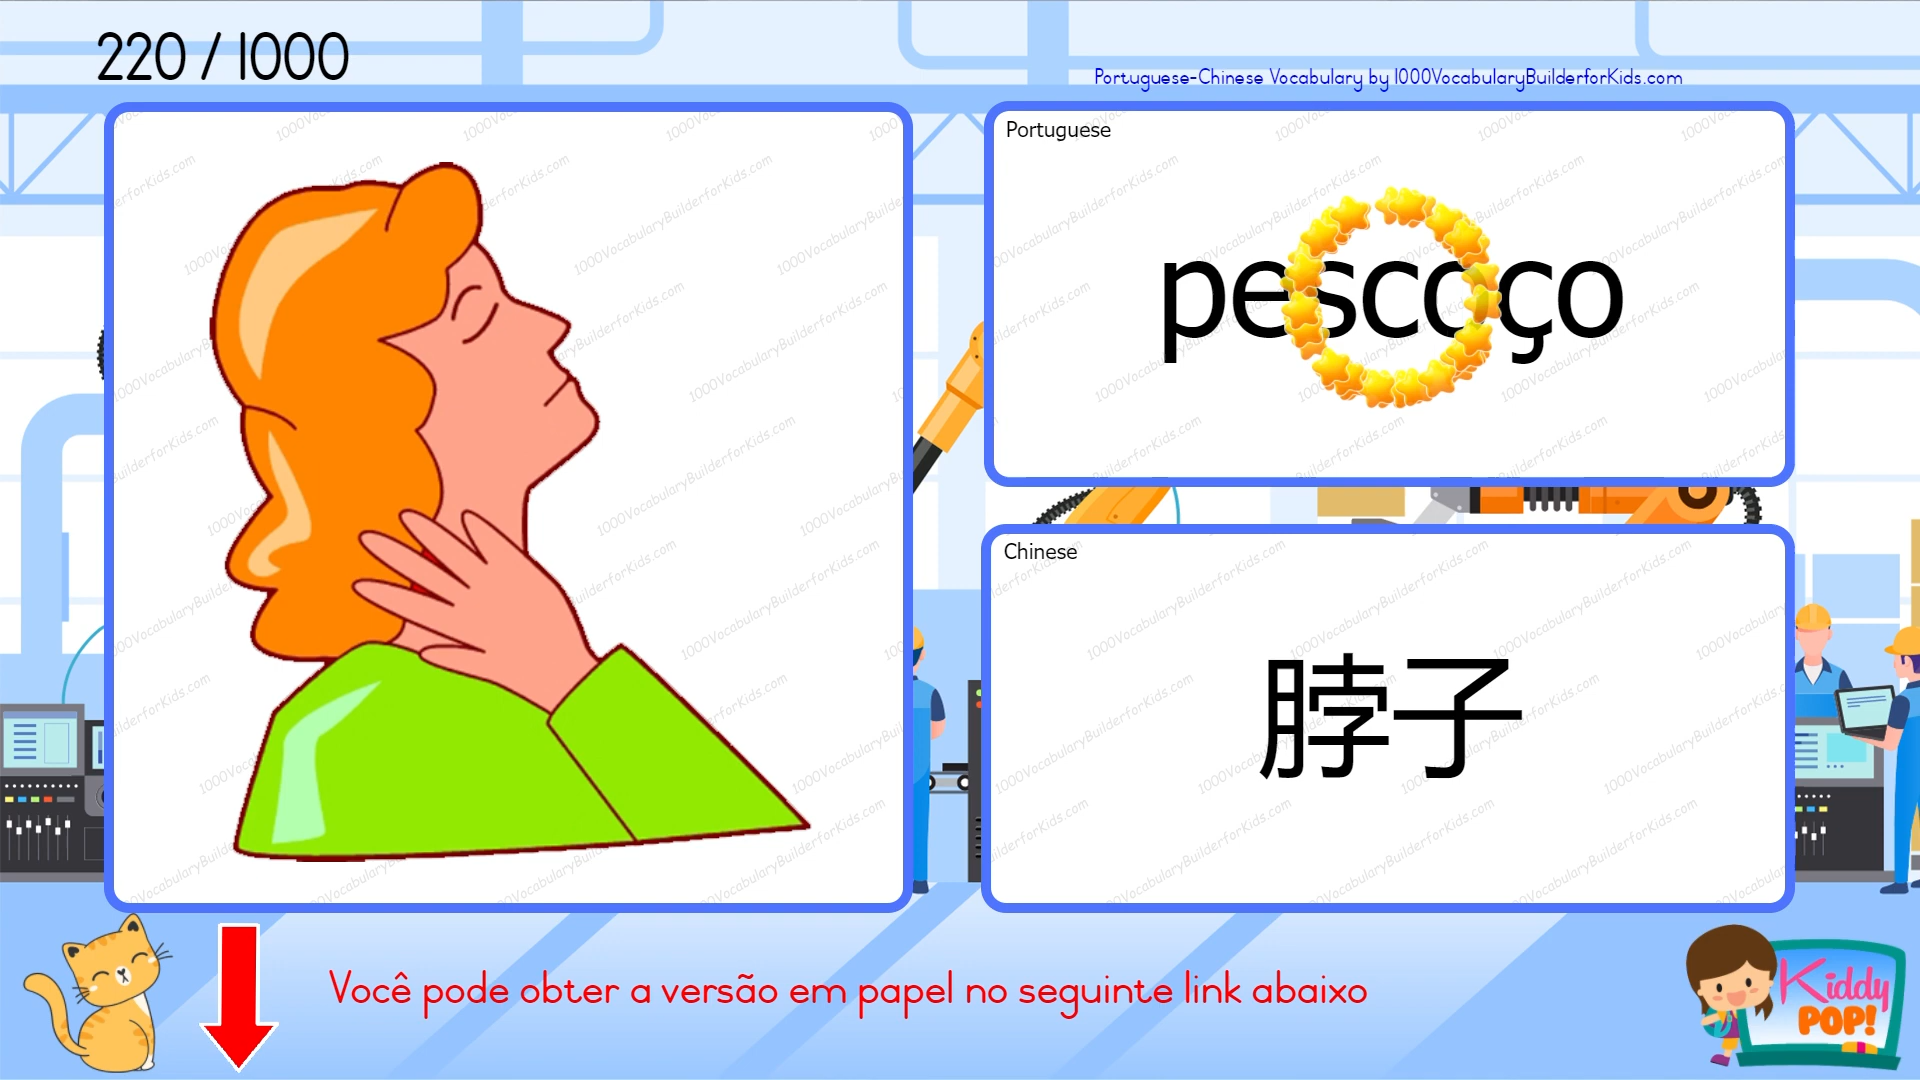 220 / 1000
Portuguese-Chinese Vocabulary by 1000VocabularyBuilderforKids.com
Portuguese
pescoço
Chinese
脖子
Você pode obter a versão em papel no seguinte link abaixo
Kiddy
POP!